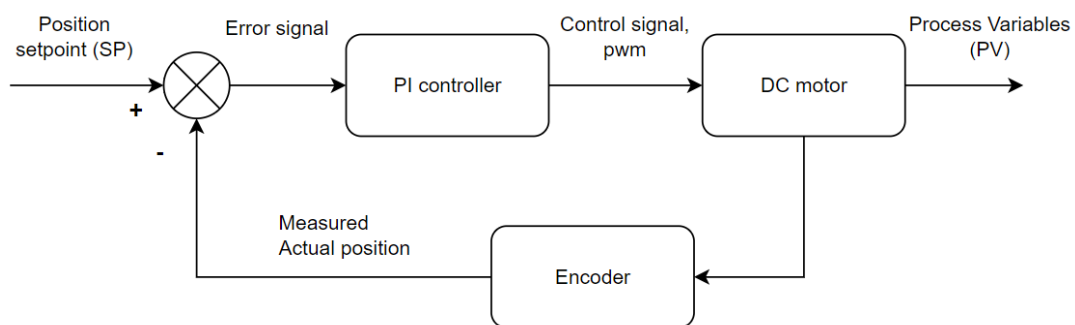 Position
setpoint (SP)
Error signal
Control signal,
pwm
Process Variables
(PV)
PI controller
DC motor
+
-
Measured
Actual position
Encoder